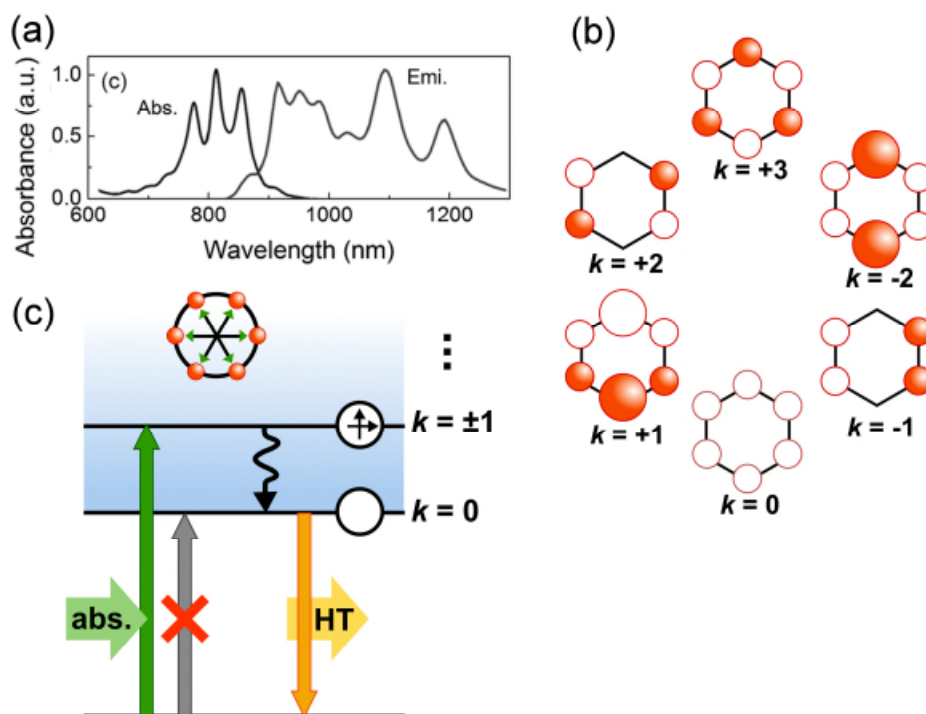 (a)
(c)
Abs.
Emi.
Absorbance (a.u.)
1.0
0.5
0.0
600
800
1000
1200
Wavelength (nm)
(b)
k = +3
k = +2
k = -2
k = +1
k = -1
k = 0
(c)
k = ±1
k = 0
abs.
HT